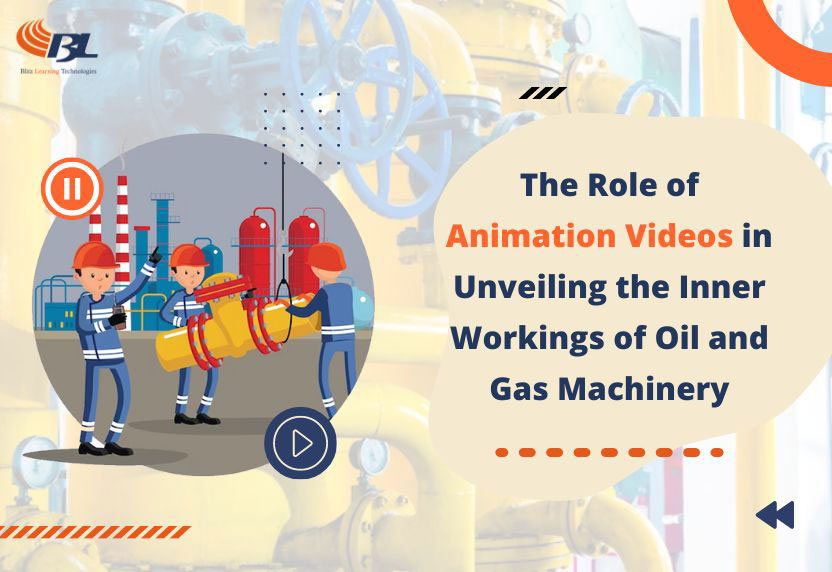 BL
Blitz Learning Technologies
The Role of
Animation Videos in
Unveiling the Inner
Workings of Oil and
Gas Machinery